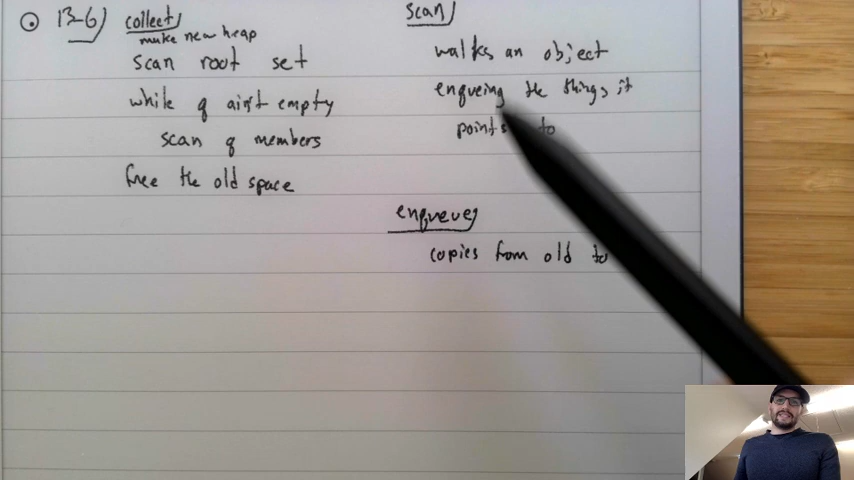 13-6) collect)
make new heap
scan root set
while q ain't empty
scan q members
free the old space
scan)
walks an object
enqueing the things it
points to
enqueue)
copies from old to